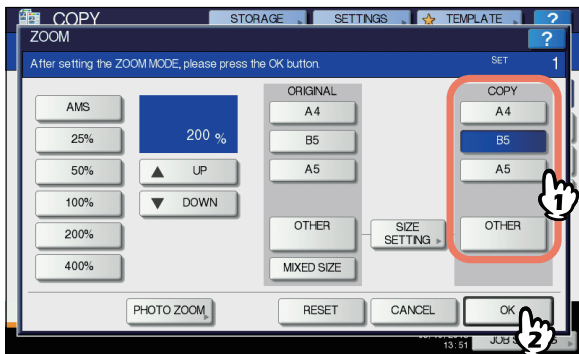 COPY STORAGE SETTINGS TEMPLATE ?
ZOOM ?
After setting the ZOOM MODE, please press the OK button. SET 1
ORIGINAL COPY
AMS A4 A4
25% 200 % B5 B5
50% UP A5 A5
100% DOWN 1
200% OTHER SIZE SETTING OTHER
400% MIXED SIZE
PHOTO ZOOM RESET CANCEL OK
2
13:51 JOB S